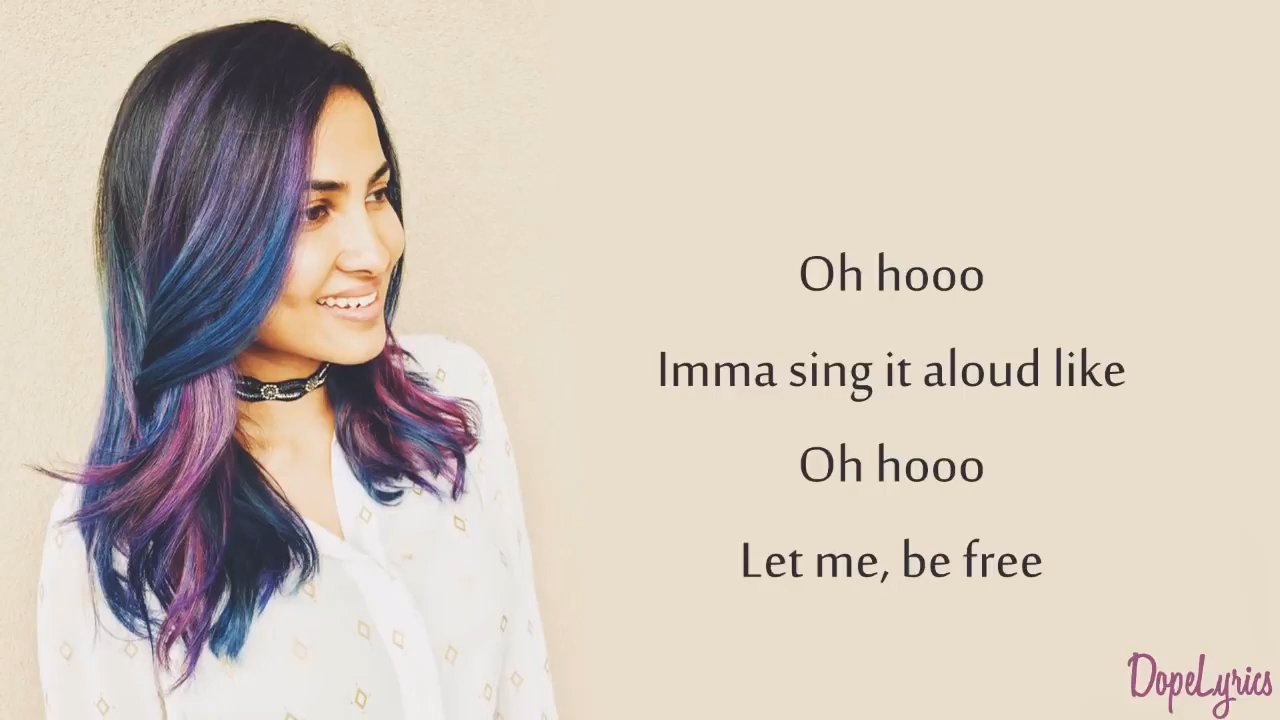 Oh hooo
Imma sing it aloud like
Oh hooo
Let me, be free
DopeLyrics